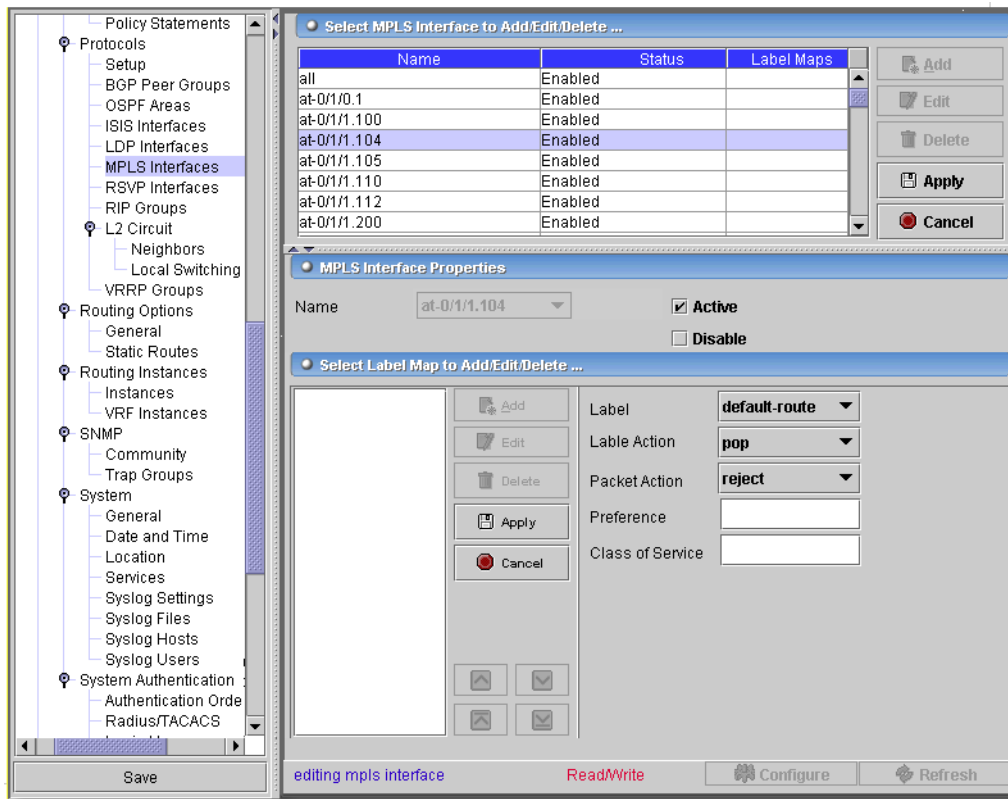 Policy Statements
Protocols
Setup
BGP Peer Groups
OSPF Areas
ISIS Interfaces
LDP Interfaces
MPLS Interfaces
RSVP Interfaces
RIP Groups
L2 Circuit
Neighbors
Local Switching
VRRP Groups
Routing Options
General
Static Routes
Routing Instances
Instances
VRF Instances
SNMP
Community
Trap Groups
System
General
Date and Time
Location
Services
Syslog Settings
Syslog Files
Syslog Hosts
Syslog Users
System Authentication
Authentication Orde
Radius/TACACS
Save
Select MPLS Interface to Add/Edit/Delete ...
Name Status Label Maps
all Enabled
at-0/1/0.1 Enabled
at-0/1/1.100 Enabled
at-0/1/1.104 Enabled
at-0/1/1.105 Enabled
at-0/1/1.110 Enabled
at-0/1/1.112 Enabled
at-0/1/1.200 Enabled
Add
Edit
Delete
Apply
Cancel
MPLS Interface Properties
Name at-0/1/1.104 Active
Disable
Select Label Map to Add/Edit/Delete ...
Add
Edit
Delete
Apply
Cancel
Label default-route
Lable Action pop
Packet Action reject
Preference
Class of Service
editing mpls interface Read/Write Configure Refresh